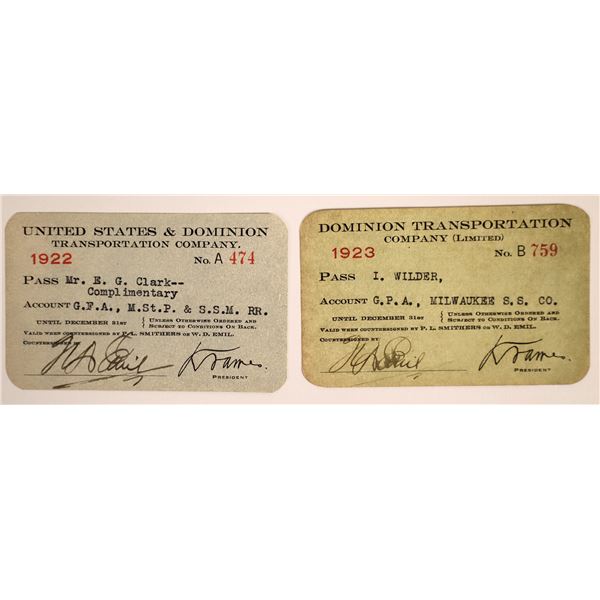 UNITED STATES & DOMINION
TRANSPORTATION COMPANY.
1922 No. A 474
PASS Mr. E. G. Clark--
Complimentary
ACCOUNT G.F.A., M.StP. & S.S.M. RR.
UNTIL DECEMBER 31ST { UNLESS OTHERWISE ORDERED AND
SUBJECT TO CONDITIONS ON BACK.
VALID WHEN COUNTERSIGNED BY P.L. SMITHERS OR W.D. EMIL.
COUNTERSIGNED BY
PRESIDENT
DOMINION TRANSPORTATION
COMPANY (LIMITED)
1923 No. B 759
PASS I. WILDER,
ACCOUNT G.P.A., MILWAUKEE S.S. CO.
UNTIL DECEMBER 31ST { UNLESS OTHERWISE ORDERED AND
SUBJECT TO CONDITIONS ON BACK.
VALID WHEN COUNTERSIGNED BY P. L. SMITHERS OR W.D. EMIL.
COUNTERSIGNED BY
PRESIDENT